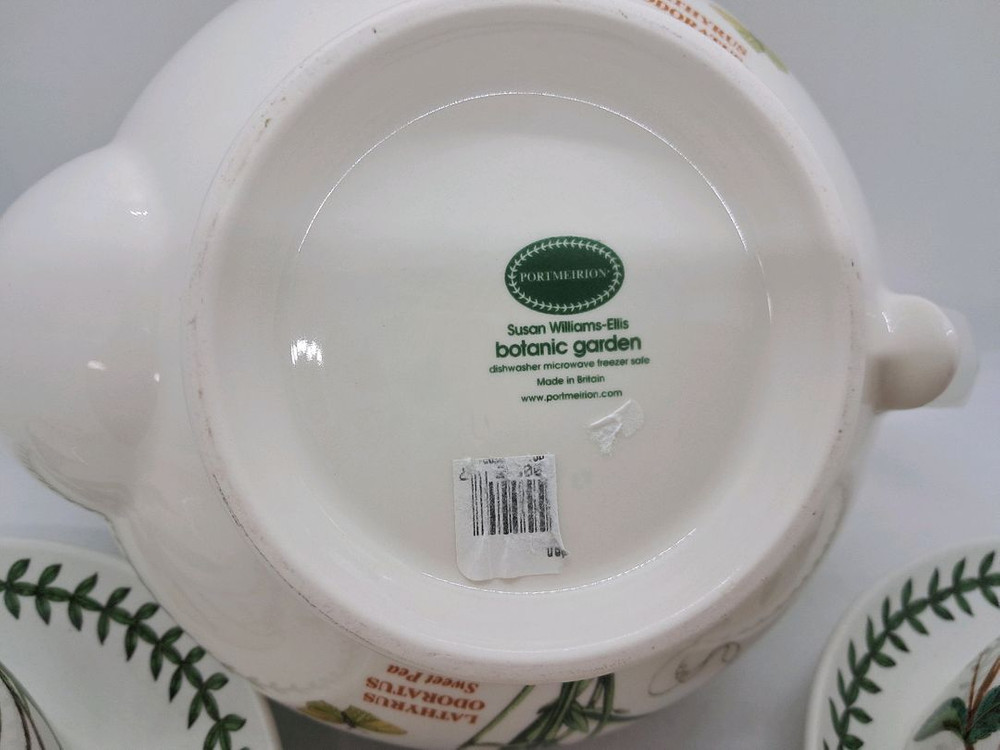 ODORATUS
PORTMEIRION
Susan Williams-Ellis
botanic garden
dishwasher microwave freezer safe
Made in Britain
www.portmeirion.com
LATHYRUS
ODORATUS
Sweet Pea